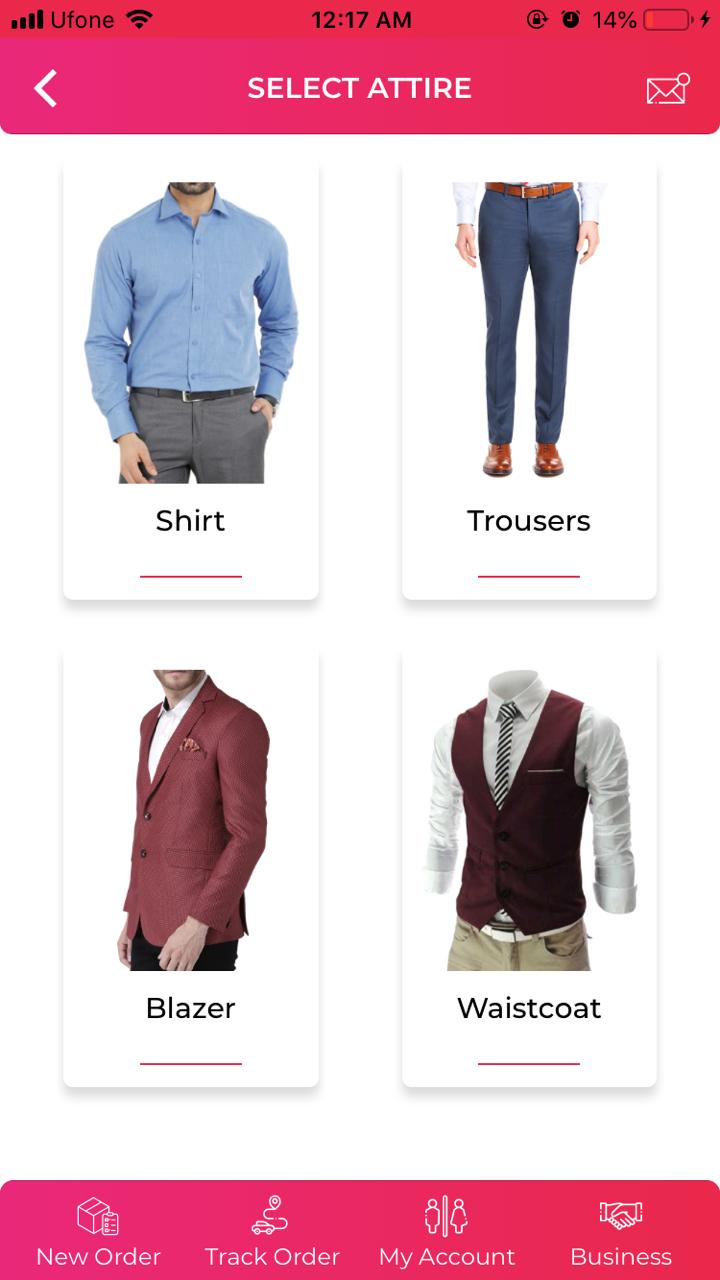 Ufone 12:17 AM 14%
SELECT ATTIRE
Shirt
Trousers
Blazer
Waistcoat
New Order
Track Order
My Account
Business